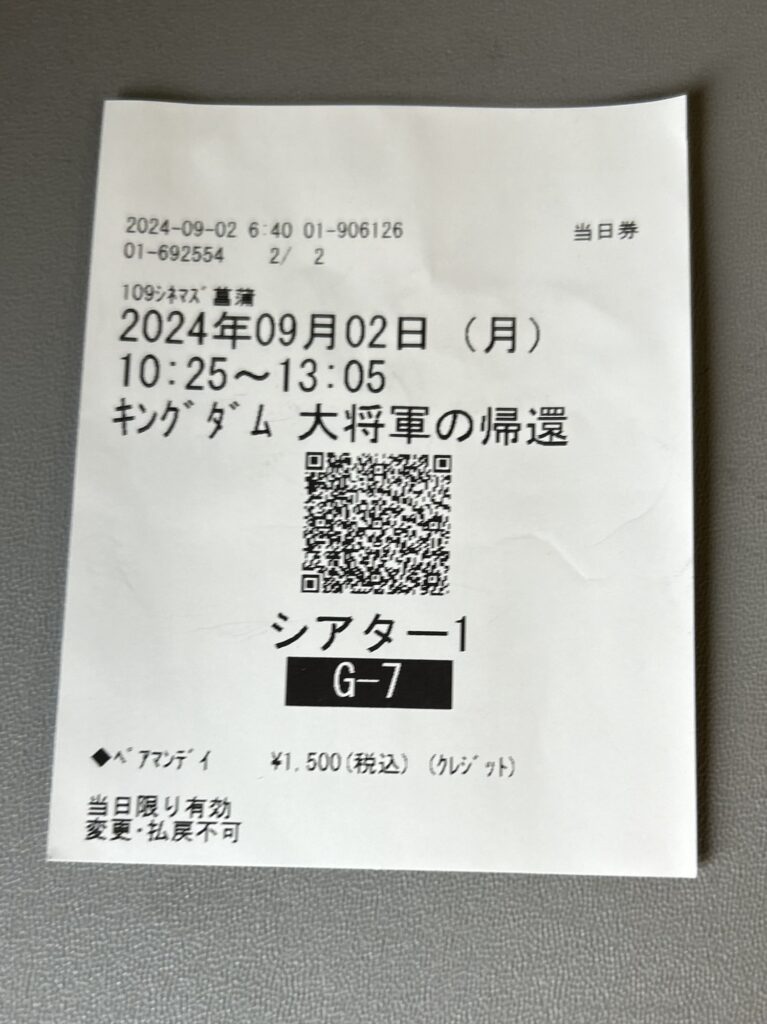 2024-09-02 6:40 01-906126 当日券
01-692554 2/ 2
109ｼﾈﾏｽﾞ菖蒲
2024年09月02日 (月)
10:25～13:05
ｷﾝｸﾞﾀﾞﾑ 大将軍の帰還
シアター1
G-7
◆ﾍﾟｱﾏﾝﾃﾞｲ ¥1,500(税込) (ｸﾚｼﾞｯﾄ)
当日限り有効
変更・払戻不可